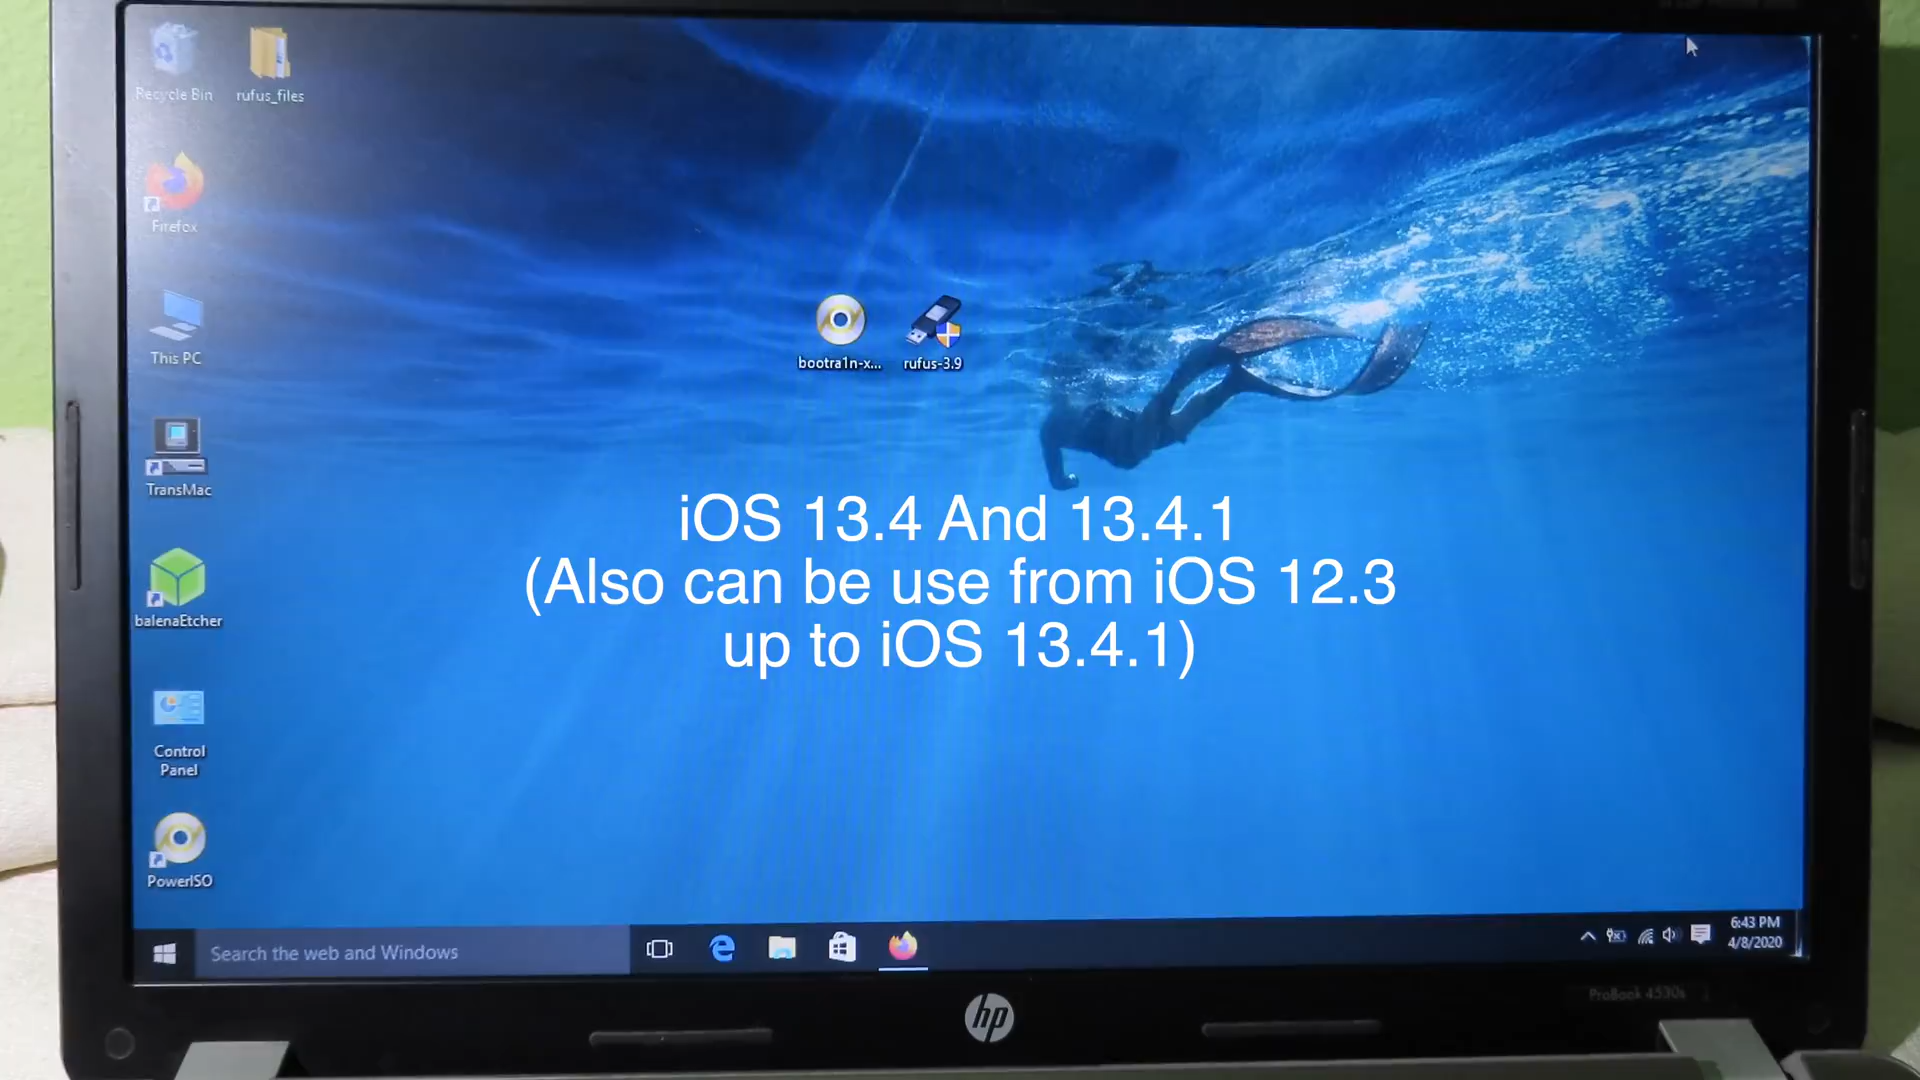 Recycle Bin
rufus_files
Firefox
This PC
TransMac
balenaEtcher
Control
Panel
PowerISO
bootra1n-x...
rufus-3.9
iOS 13.4 And 13.4.1
(Also can be use from iOS 12.3
up to iOS 13.4.1)
Search the web and Windows
6:43 PM
4/8/2020
ProBook 4530s
hp